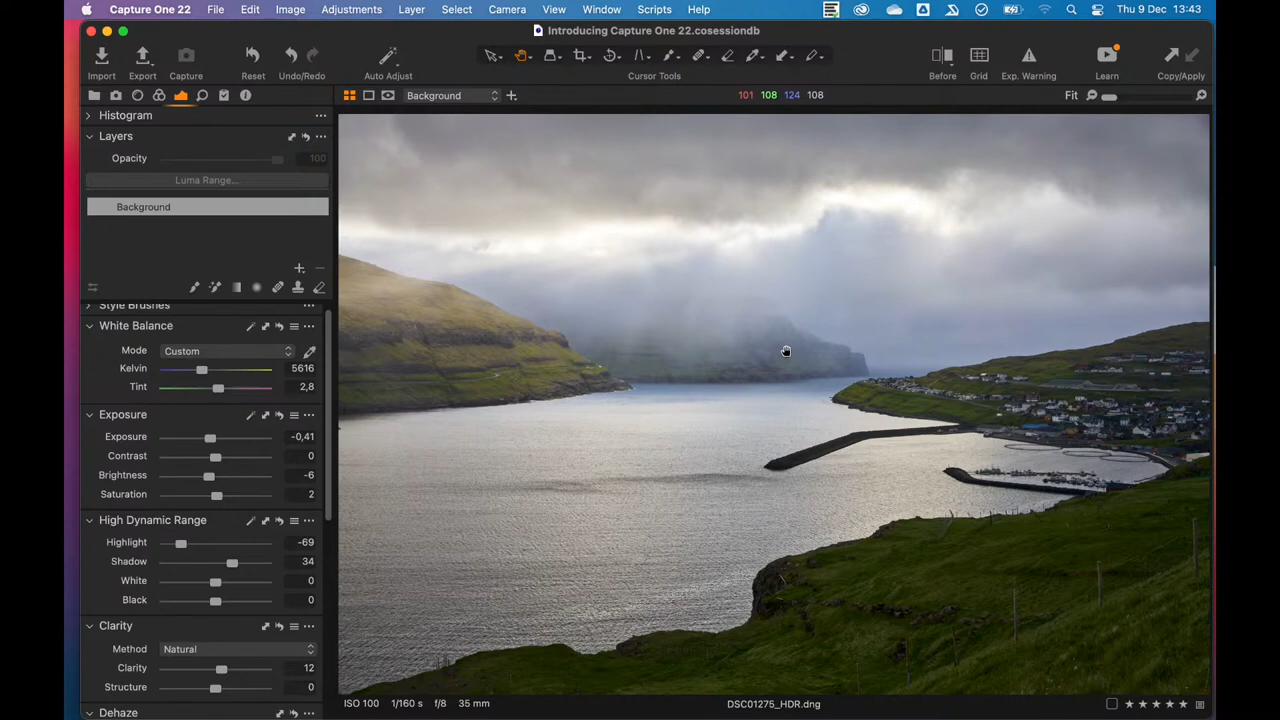 Capture One 22 File Edit Image Adjustments Layer Select Camera View Window Scripts Help Thu 9 Dec 13:43
Introducing Capture One 22.cosessiondb
Import Export Capture Reset Undo/Redo Auto Adjust Cursor Tools Before Grid Exp. Warning Learn Copy/Apply
Background 101 108 124 108 Fit
Histogram
Layers
Opacity 100
Luma Range...
Background
Style Brushes
White Balance
Mode Custom
Kelvin 5616
Tint 2,8
Exposure
Exposure -0,41
Contrast 0
Brightness -6
Saturation 2
High Dynamic Range
Highlight -69
Shadow 34
White 0
Black 0
Clarity
Method Natural
Clarity 12
Structure 0
Dehaze
ISO 100 1/160 s f/8 35 mm DSC01275_HDR.dng